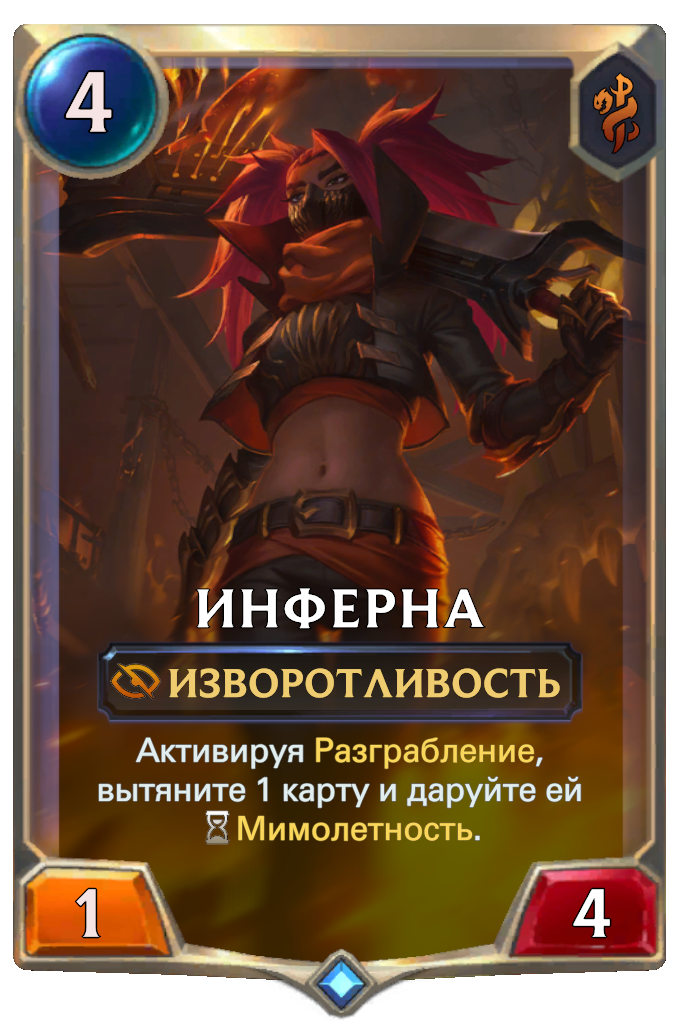 4
ИНФЕРНА
ИЗВОРОТЛИВОСТЬ
Активируя Разграбление,
вытяните 1 карту и даруйте ей
Мимолетность.
1
4